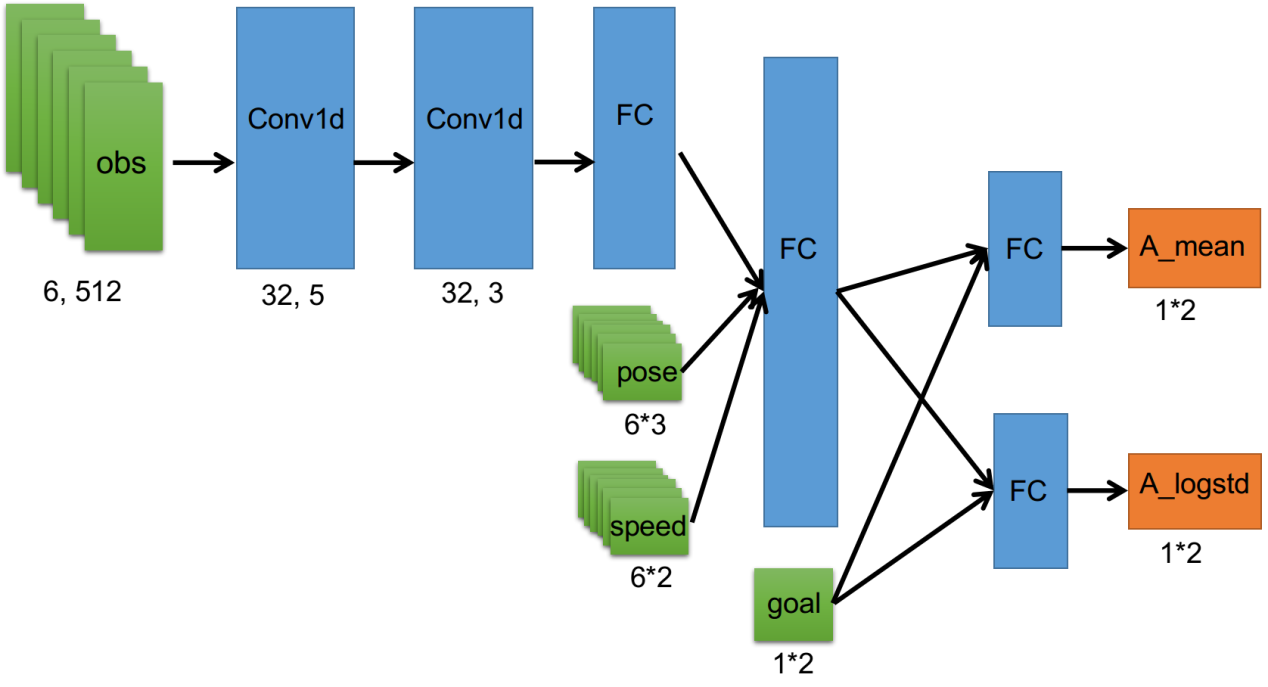 obs
6, 512
Conv1d
32, 5
Conv1d
32, 3
FC
pose
6*3
speed
6*2
FC
goal
1*2
FC
A_mean
1*2
FC
A_logstd
1*2